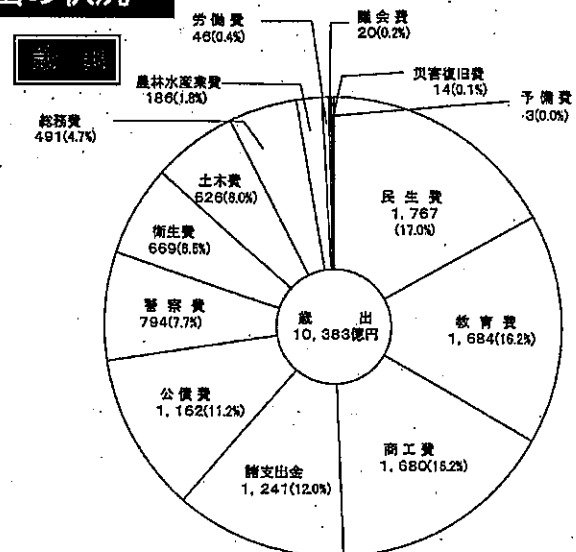 歳出
労働費
46(0.4%)
議会費
20(0.2%)
農林水産業費
186(1.8%)
災害復旧費
14(0.1%)
予備費
3(0.0%)
総務費
491(4.7%)
土木費
626(6.0%)
民生費
1,767
(17.0%)
衛生費
669(6.5%)
警察費
794(7.7%)
歳出
10,383億円
教育費
1,684(16.2%)
公債費
1,162(11.2%)
商工費
1,680(16.2%)
諸支出金
1,241(12.0%)